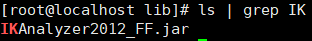 [root@localhost lib]# ls | grep IK
IKAnalyzer2012_FF.jar